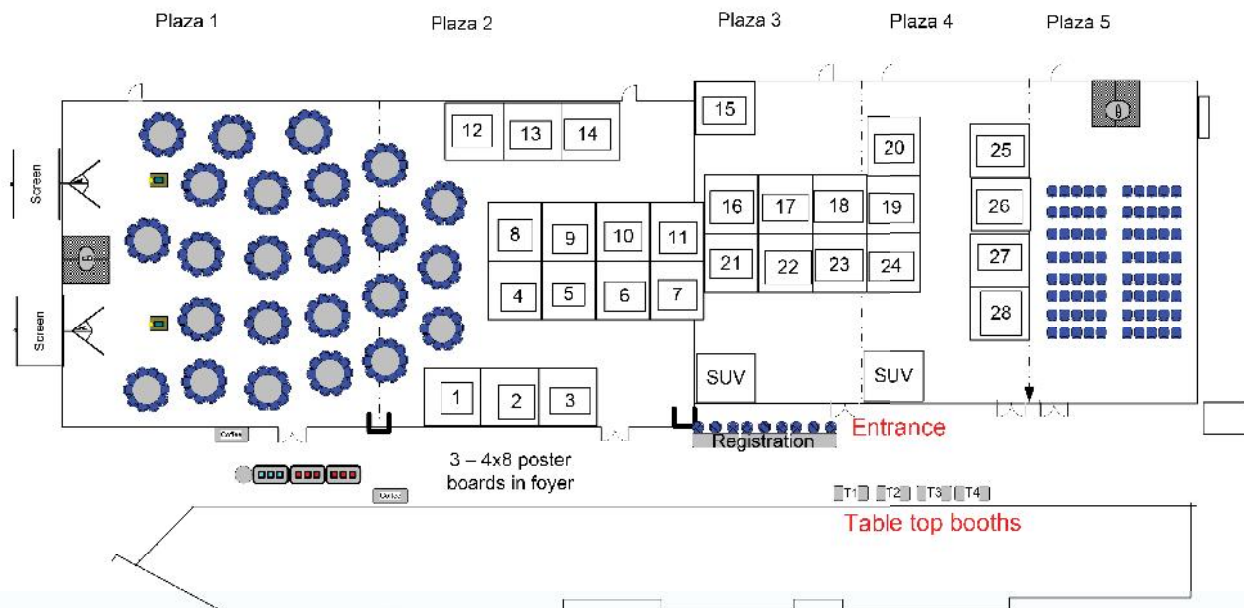 Plaza 1
Plaza 2
Plaza 3
Plaza 4
Plaza 5
12
13
14
15
20
25
Screen
16
17
18
19
26
8
9
10
11
21
22
23
24
27
4
5
6
7
28
Screen
SUV
SUV
1
2
3
Coffee
Registration
Entrance
3 – 4x8 poster
boards in foyer
Coffee
T1
T2
T3
T4
Table top booths